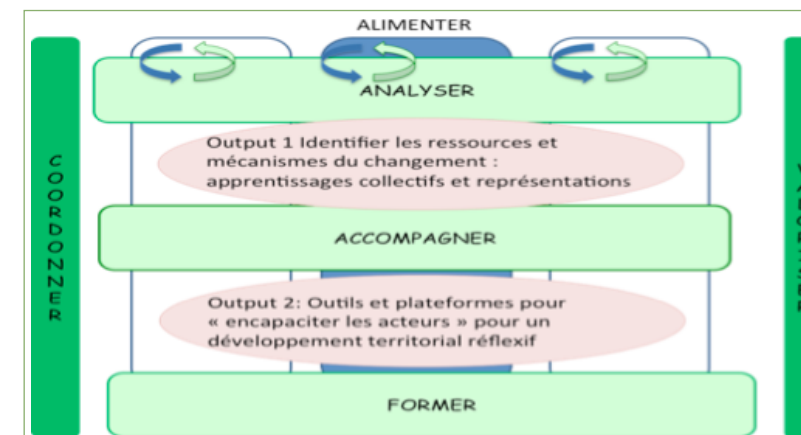 ALIMENTER
COORDONNER
ANALYSER
Output 1 Identifier les ressources et
mécanismes du changement :
apprentissages collectifs et représentations
ACCOMPAGNER
Output 2: Outils et plateformes pour
« encapaciter les acteurs » pour un
développement territorial réflexif
FORMER